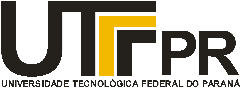 UTFPR
UNIVERSIDADE TECNOLÓGICA FEDERAL DO PARANÁ